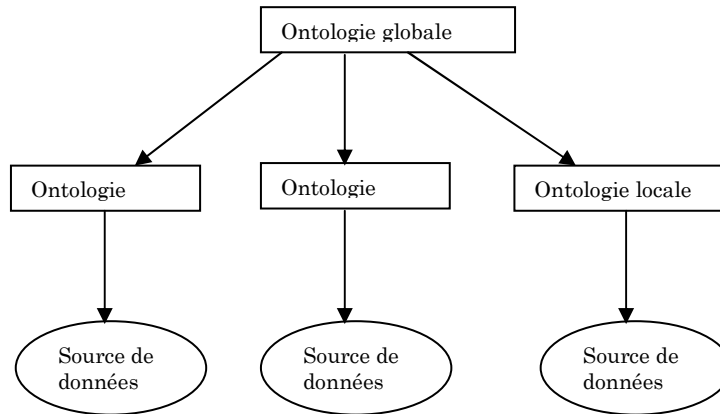 Ontologie globale
Ontologie
Ontologie
Ontologie locale
Source de
données
Source de
données
Source de
données